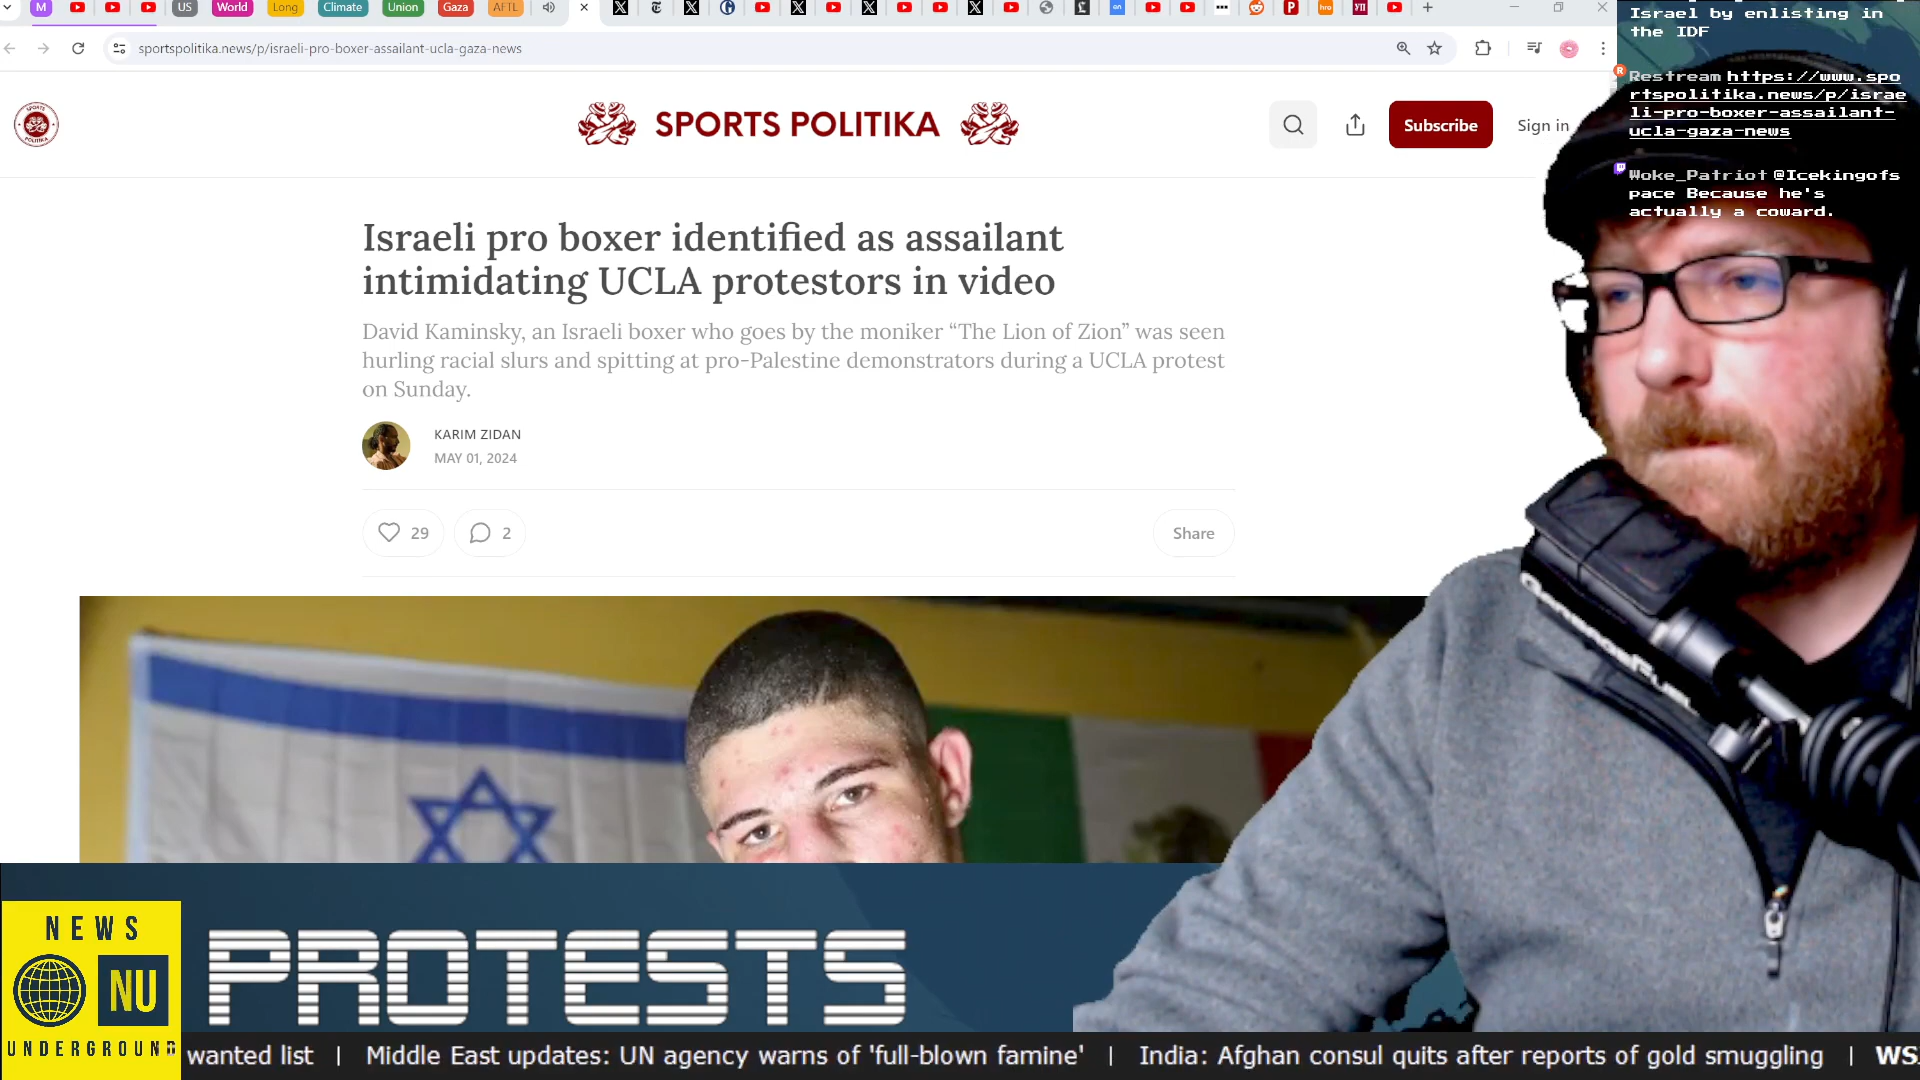 M
US
World
Long
Climate
Union
Gaza
AFTL
sportspolitika.news/p/israeli-pro-boxer-assailant-ucla-gaza-news
SPORTS POLITIKA
Subscribe
Sign in
Israeli pro boxer identified as assailant
intimidating UCLA protestors in video
David Kaminsky, an Israeli boxer who goes by the moniker “The Lion of Zion” was seen
hurling racial slurs and spitting at pro-Palestine demonstrators during a UCLA protest
on Sunday.
KARIM ZIDAN
MAY 01, 2024
29
2
Share
Israel by enlisting in
the IDF
Restream https://www.spo
rtspolitika.news/p/israe
li-pro-boxer-assailant-
ucla-gaza-news
Woke_Patriot @Icekingofs
pace Because he's
actually a coward.
NEWS
NU
UNDERGROUND
PROTESTS
wanted list | Middle East updates: UN agency warns of 'full-blown famine' | India: Afghan consul quits after reports of gold smuggling | WS